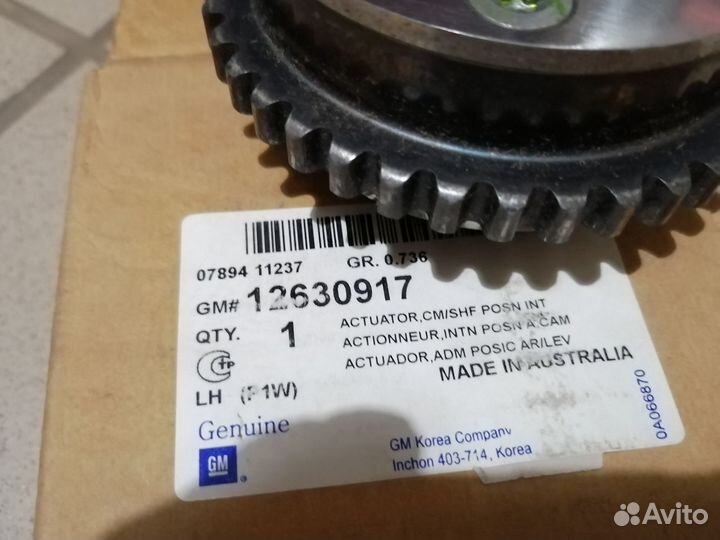 07894 11237 GR. 0.736
GM# 12630917
QTY. 1
ACTUATOR,CM/SHF POSN INT
ACTIONNEUR,INTN POSN A CAM
ACTUADOR,ADM POSIC AR/LEV
MADE IN AUSTRALIA
LH (P1W)
Genuine
GM
GM Korea Company
Inchon 403-714, Korea
0A066870
Avito